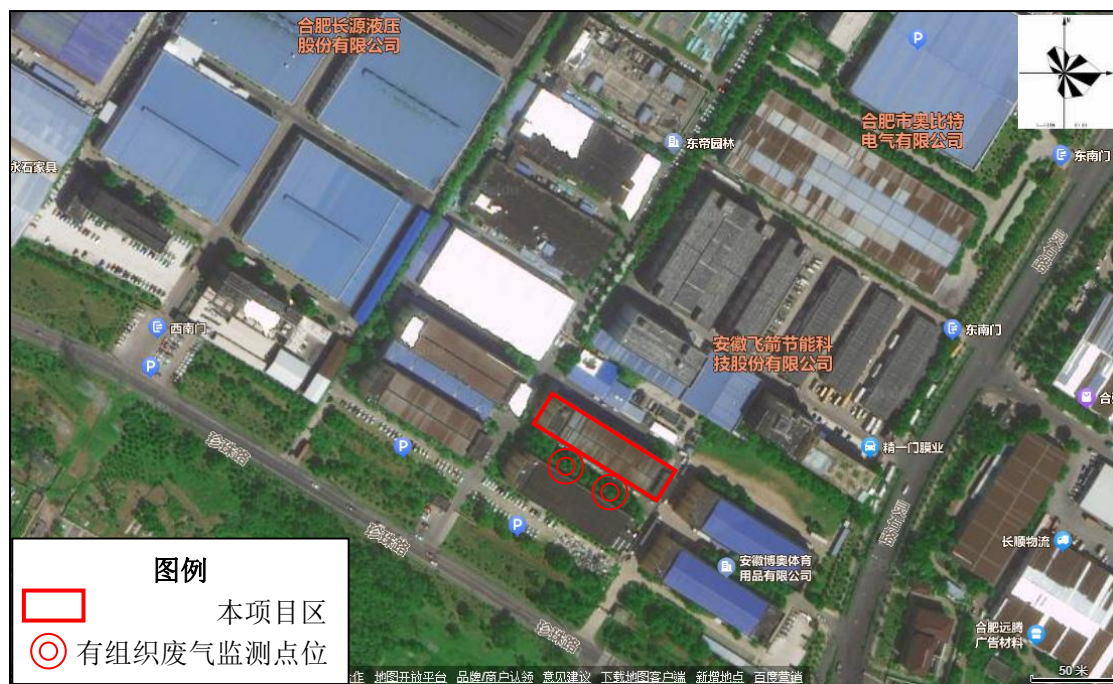 合肥长源液压
股份有限公司
P
合肥市奥比特
电气有限公司
东帝园林
东南门
永石家具
西南门
P
安徽飞箭节能科
技股份有限公司
东南门
珍珠路
P
精一门膜业
P
安徽博奥体育
用品有限公司
长顺物流
珍珠路
合肥远腾
广告材料
图例
本项目区
有组织废气监测点位
地图开放平台 品牌/商户认领 意见建议 下载地图客户端 新增地点 百度营销
50米